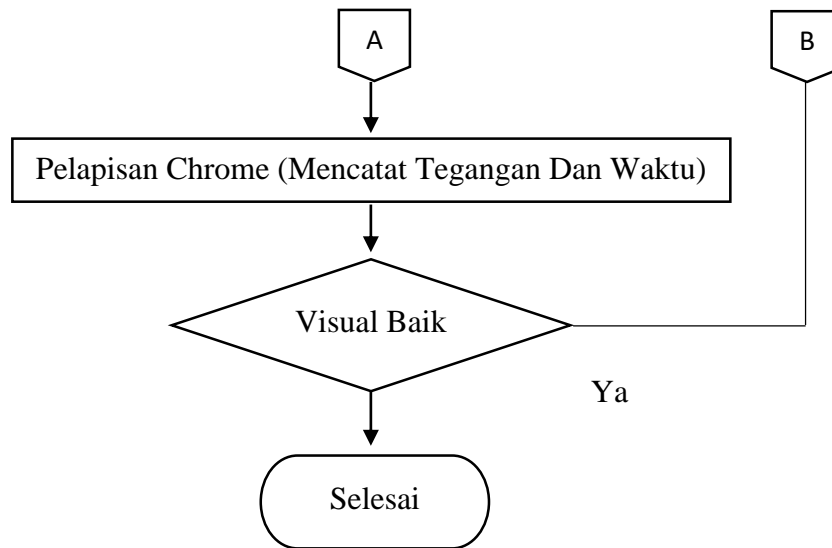 A
B
Pelapisan Chrome (Mencatat Tegangan Dan Waktu)
Visual Baik
Ya
Selesai